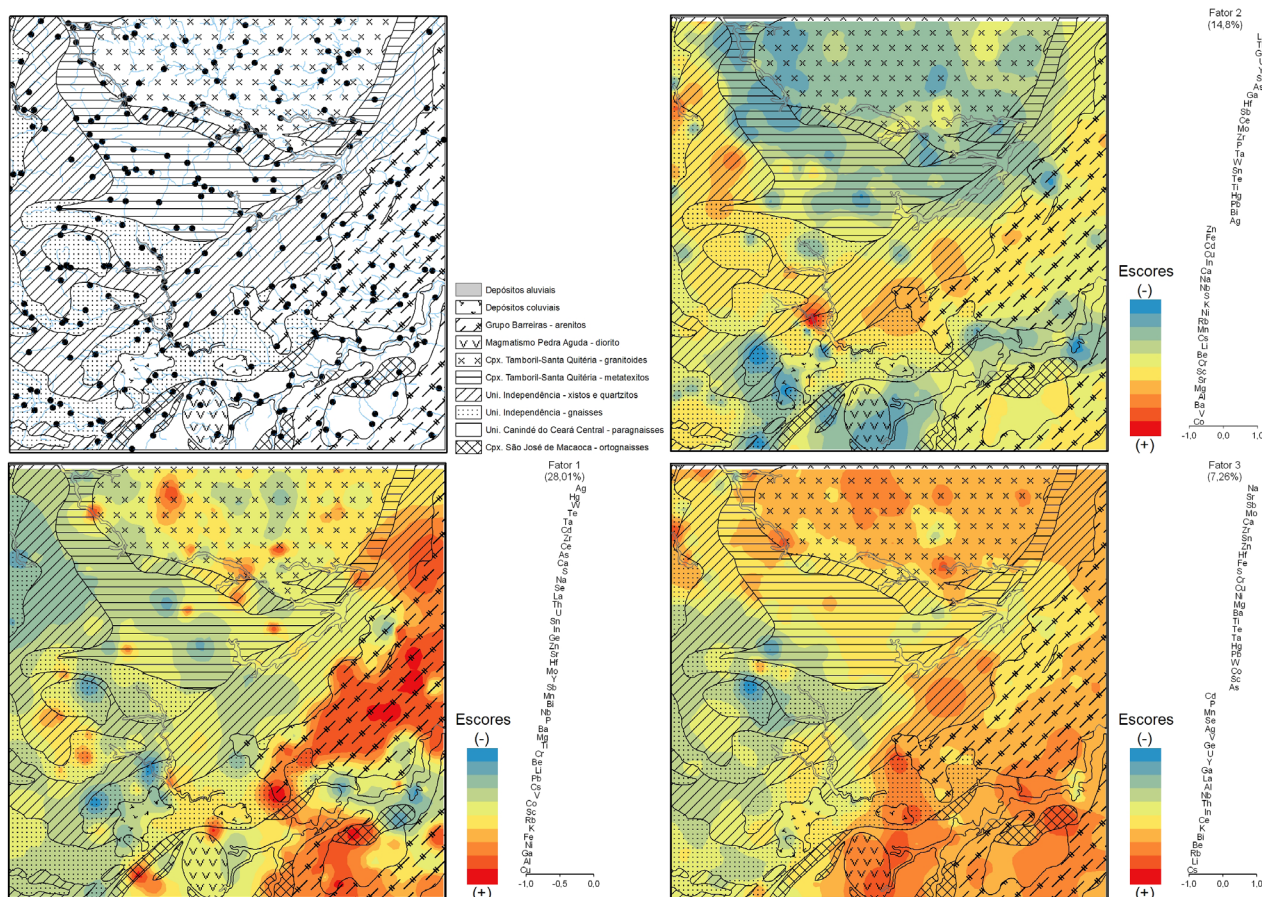 Depósitos aluviais
Depósitos coluviais
Grupo Barreiras - arenitos
Magmatismo Pedra Aguda - diorito
Cpx. Tamboril-Santa Quitéria - granitoides
Cpx. Tamboril-Santa Quitéria - metatexitos
Uni. Independência - xistos e quartzitos
Uni. Independência - gnaisses
Uni. Canindé do Ceará Central - paragnaisses
Cpx. São José de Macaoca - ortognaisses
Escores
(-)
(+)
Fator 2
(14,8%)
L
T
G
U
Y
S
As
Ga
Hf
Sb
Ce
Mo
Zr
P
Ta
W
Sn
Te
Ti
Hg
Pb
Bi
Ag
Zn
Fe
Cd
Cu
In
Ca
Na
Nb
S
K
Ni
Rb
Mn
Cs
Li
Be
Cr
Sc
Sr
Mg
Al
Ba
V
Co
-1,0 0,0 1,0
Escores
(-)
(+)
Fator 1
(28,01%)
Ag
Hg
W
Te
Ta
Cd
Zr
Ce
As
Ca
S
Na
Se
La
Th
U
Sn
In
Ge
Zn
Sr
Hf
Mo
Y
Sb
Mn
Bi
Nb
P
Ba
Mg
Ti
Cr
Be
Li
Pb
Cs
V
Co
Sc
Rb
K
Fe
Ni
Ga
Al
Cu
-1,0 -0,5 0,0
Escores
(-)
(+)
Fator 3
(7,26%)
Na
Sr
Sb
Mo
Ca
Zr
Sn
Zn
Hf
Fe
S
Cr
Cu
Ni
Mg
Ba
Ti
Te
Ta
Hg
Pb
W
Co
Sc
As
Cd
P
Mn
Se
Ag
V
Ge
U
Y
Ga
La
Al
Nb
Th
In
Ce
K
Bi
Be
Rb
Li
Cs
-1,0 0,0 1,0